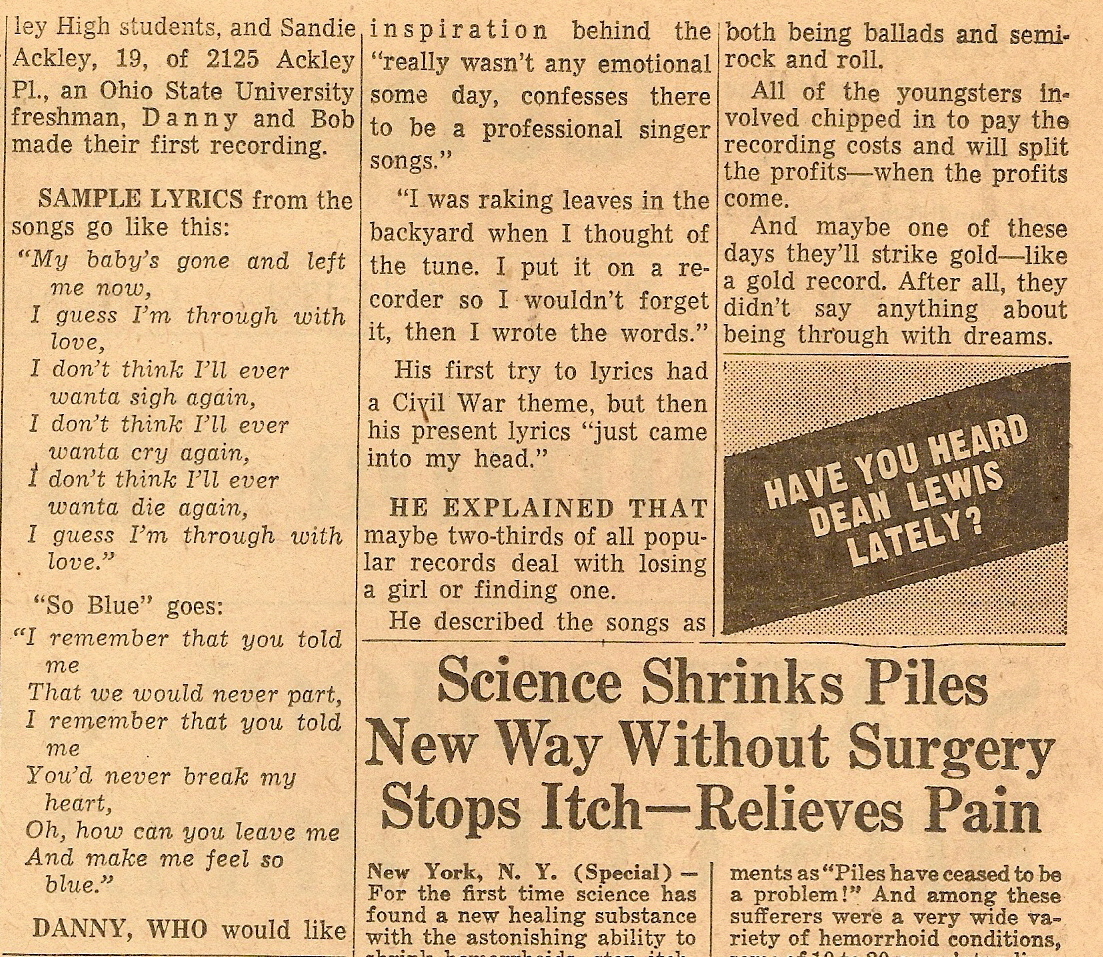 ley High students, and Sandie
Ackley, 19, of 2125 Ackley
Pl., an Ohio State University
freshman, Danny and Bob
made their first recording.
SAMPLE LYRICS from the
songs go like this:
“My baby's gone and left
me now,
I guess I'm through with
love,
I don't think I'll ever
wanta sigh again,
I don't think I'll ever
wanta cry again,
I don't think I'll ever
wanta die again,
I guess I'm through with
love.”
“So Blue” goes:
“I remember that you told
me
That we would never part,
I remember that you told
me
You'd never break my
heart,
Oh, how can you leave me
And make me feel so
blue.”
DANNY, WHO would like
inspiration behind the
“really wasn't any emotional
some day, confesses there
to be a professional singer
songs.”
“I was raking leaves in the
backyard when I thought of
the tune. I put it on a re-
corder so I wouldn't forget
it, then I wrote the words.”
His first try to lyrics had
a Civil War theme, but then
his present lyrics “just came
into my head.”
HE EXPLAINED THAT
maybe two-thirds of all popu-
lar records deal with losing
a girl or finding one.
He described the songs as
both being ballads and semi-
rock and roll.
All of the youngsters in-
volved chipped in to pay the
recording costs and will split
the profits—when the profits
come.
And maybe one of these
days they'll strike gold—like
a gold record. After all, they
didn't say anything about
being through with dreams.
HAVE YOU HEARD
DEAN LEWIS
LATELY?
Science Shrinks Piles
New Way Without Surgery
Stops Itch—Relieves Pain
New York, N. Y. (Special) —
For the first time science has
found a new healing substance
with the astonishing ability to
shrink hemorrhoids, stop itch-
ments as “Piles have ceased to be
a problem!” And among these
sufferers were a very wide va-
riety of hemorrhoid conditions,